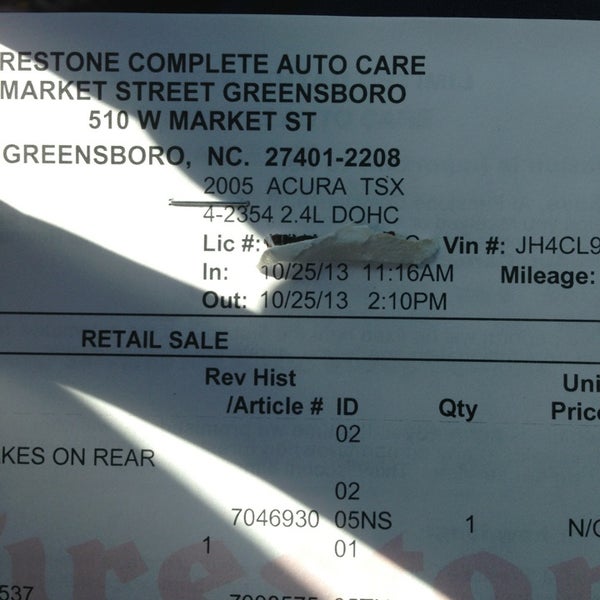 RESTONE COMPLETE AUTO CARE
MARKET STREET GREENSBORO
510 W MARKET ST
GREENSBORO, NC. 27401-2208
2005 ACURA TSX
4-2354 2.4L DOHC
Lic #: Vin #: JH4CL9
In: 10/25/13 11:16AM Mileage:
Out: 10/25/13 2:10PM
RETAIL SALE
Rev Hist Uni
/Article # ID Qty Price
02
KES ON REAR
02
7046930 05NS 1 N/C
1 01
537